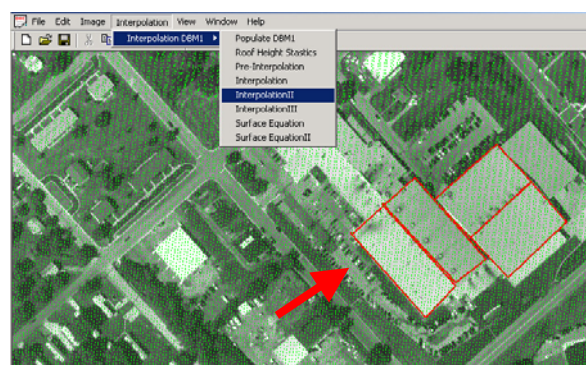 File Edit Image Interpolation View Window Help
Interpolation DBM1
Populate DBM1
Roof Height Stastics
Pre-Interpolation
Interpolation
InterpolationII
InterpolationIII
Surface Equation
Surface EquationII